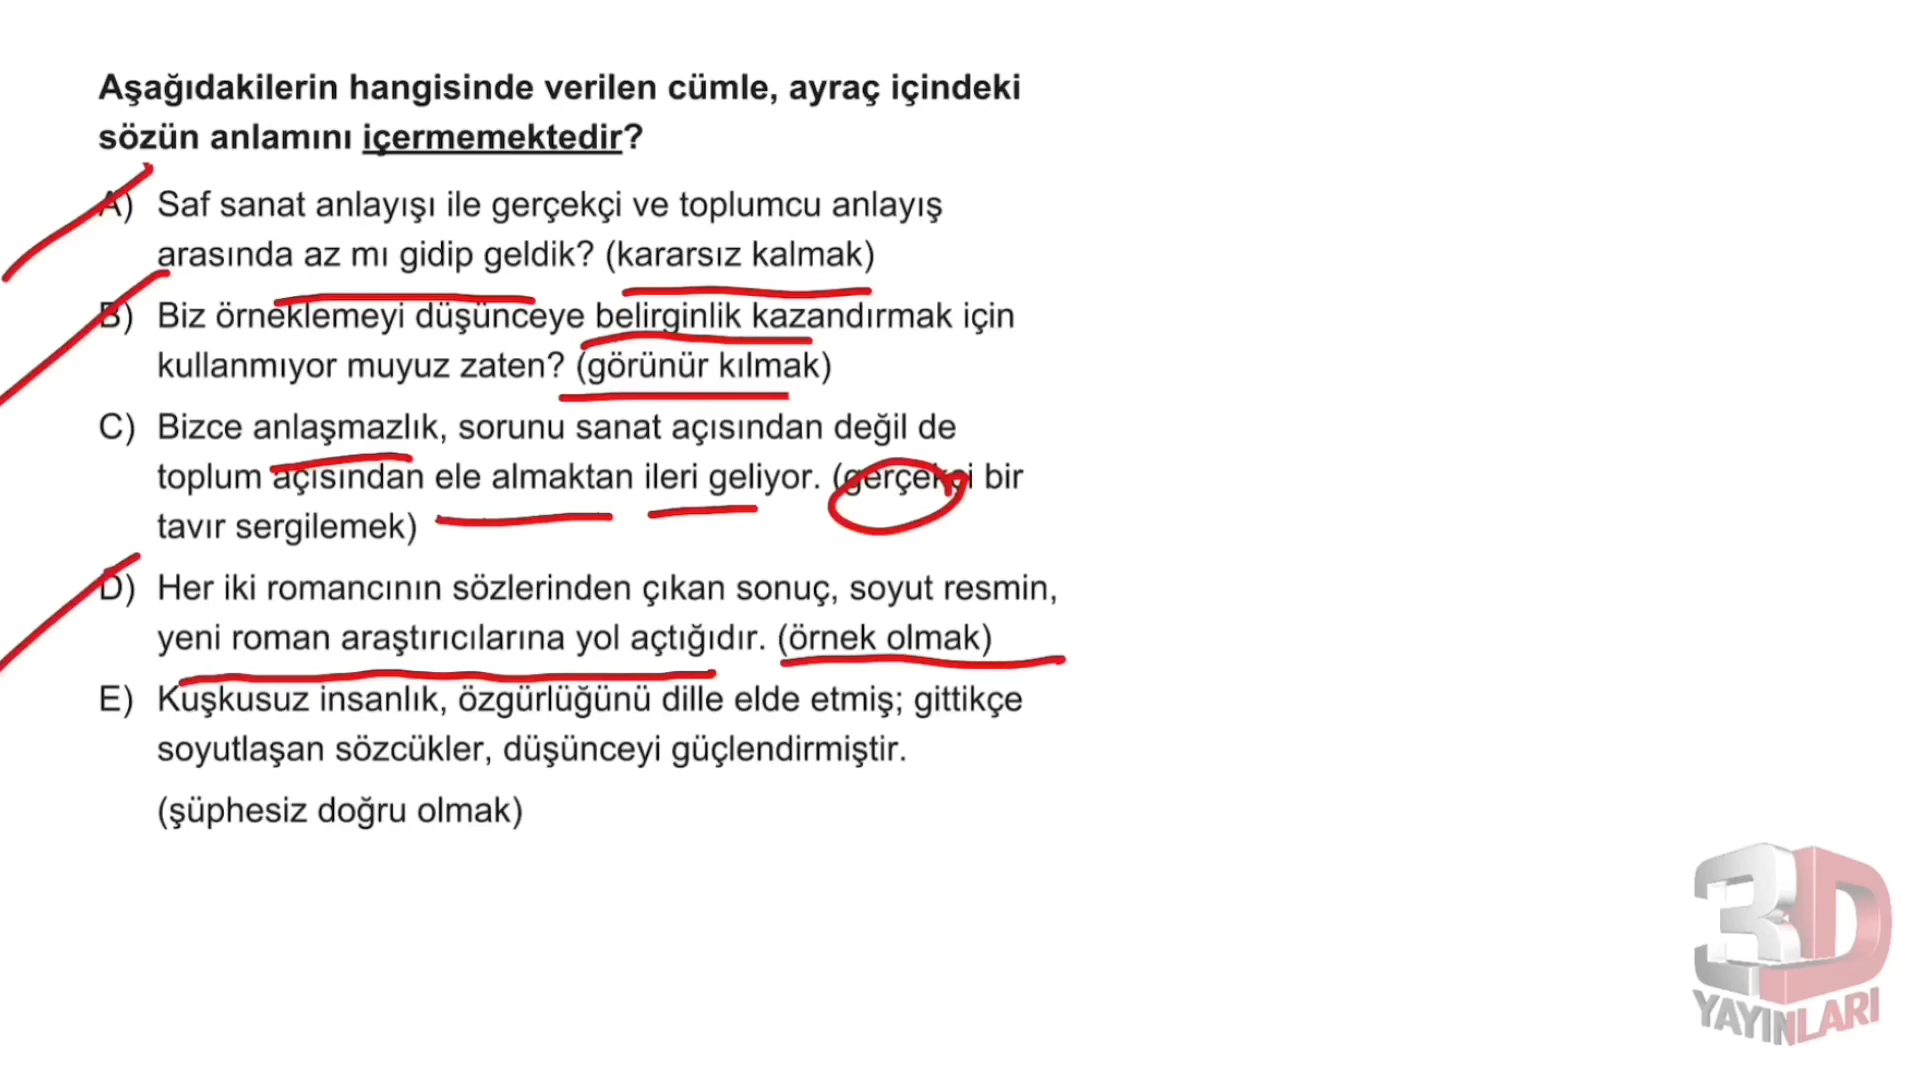 Aşağıdakilerin hangisinde verilen cümle, ayraç içindeki
sözün anlamını içermemektedir?
A) Saf sanat anlayışı ile gerçekçi ve toplumcu anlayış
arasında az mı gidip geldik? (kararsız kalmak)
B) Biz örneklemeyi düşünceye belirginlik kazandırmak için
kullanmıyor muyuz zaten? (görünür kılmak)
C) Bizce anlaşmazlık, sorunu sanat açısından değil de
toplum açısından ele almaktan ileri geliyor. (gerçekçi bir
tavır sergilemek)
D) Her iki romancının sözlerinden çıkan sonuç, soyut resmin,
yeni roman araştırıcılarına yol açtığıdır. (örnek olmak)
E) Kuşkusuz insanlık, özgürlüğünü dille elde etmiş; gittikçe
soyutlaşan sözcükler, düşünceyi güçlendirmiştir.
(şüphesiz doğru olmak)
3D
YAYINLARI